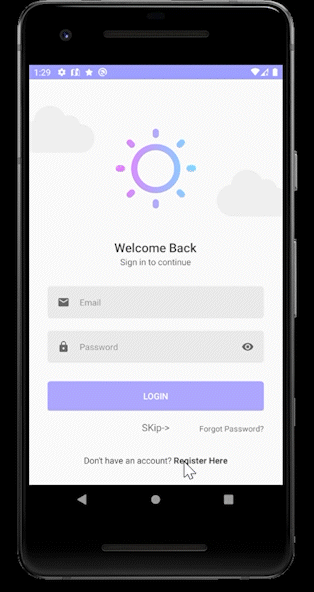 1:29
Welcome Back
Sign in to continue
Email
Password
LOGIN
SKip->
Forgot Password?
Don't have an account? Register Here